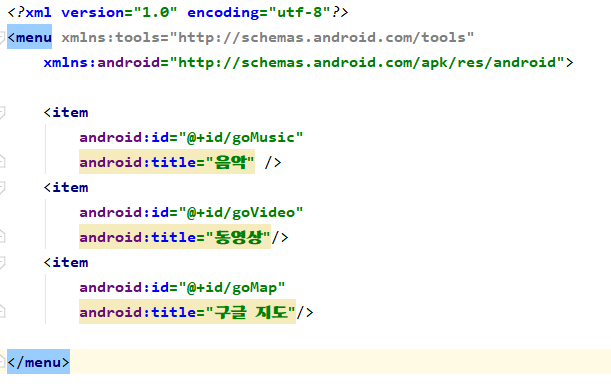 <?xml version="1.0" encoding="utf-8"?>
<menu xmlns:tools="http://schemas.android.com/tools"
xmlns:android="http://schemas.android.com/apk/res/android">
<item
android:id="@+id/goMusic"
android:title="음악" />
<item
android:id="@+id/goVideo"
android:title="동영상"/>
<item
android:id="@+id/goMap"
android:title="구글 지도"/>
</menu>